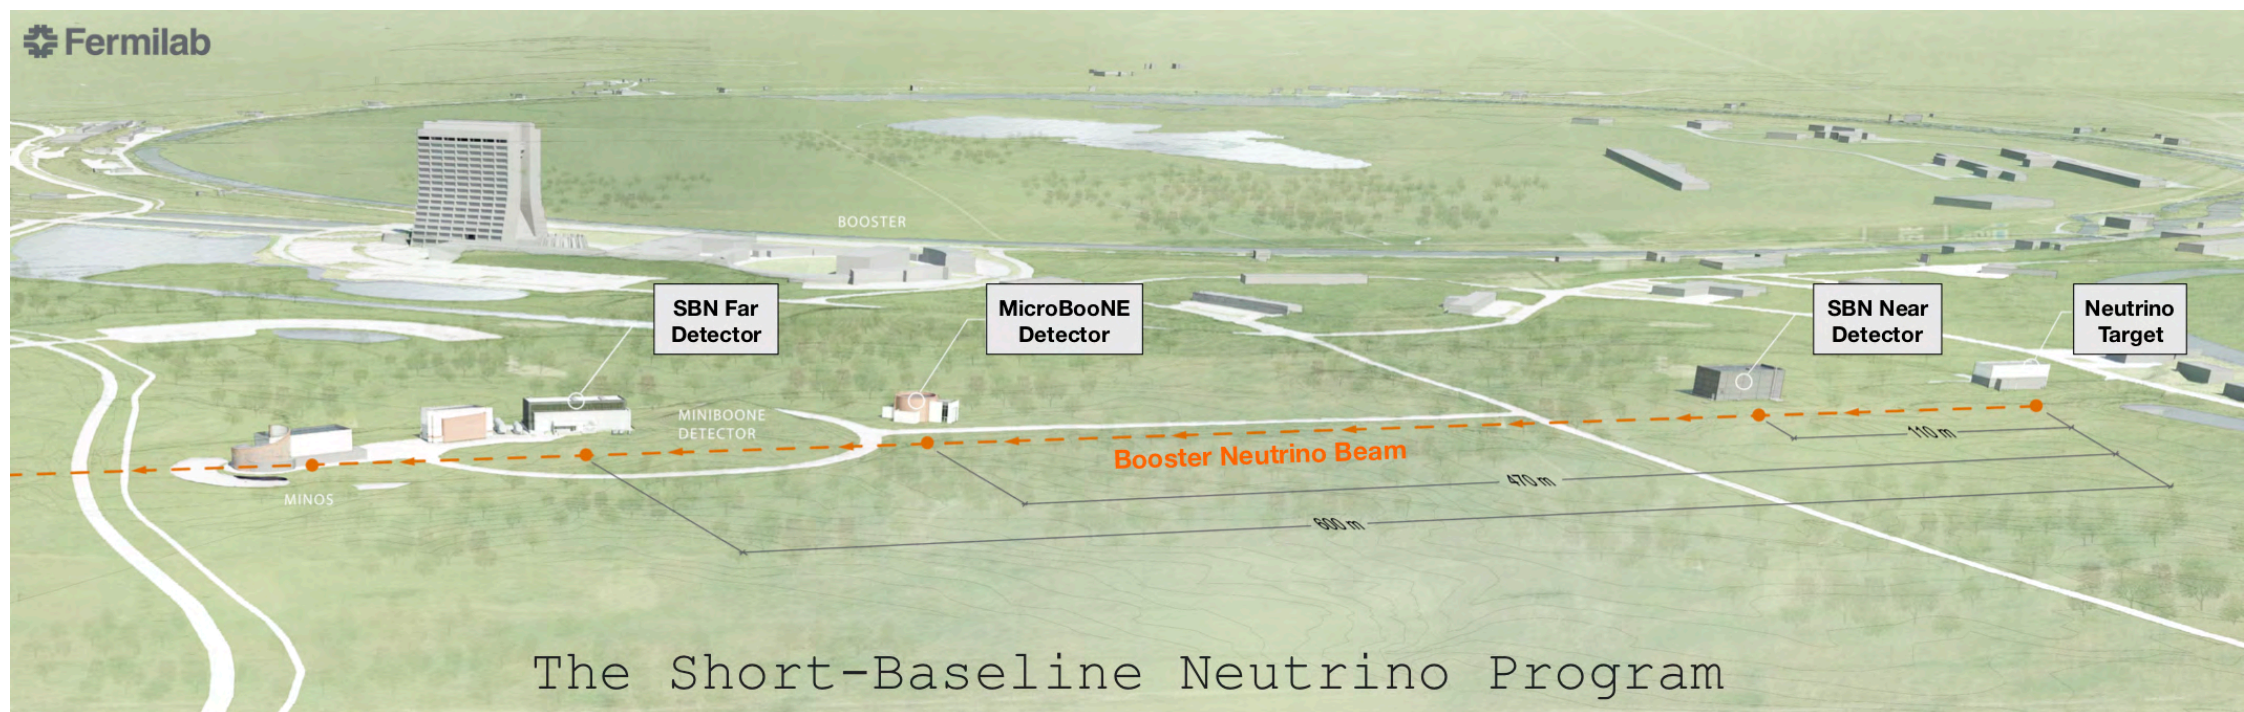 Fermilab
BOOSTER
SBN Far
Detector
MicroBooNE
Detector
SBN Near
Detector
Neutrino
Target
MINIBOONE
DETECTOR
110 m
Booster Neutrino Beam
470 m
MINOS
600 m
The Short-Baseline Neutrino Program